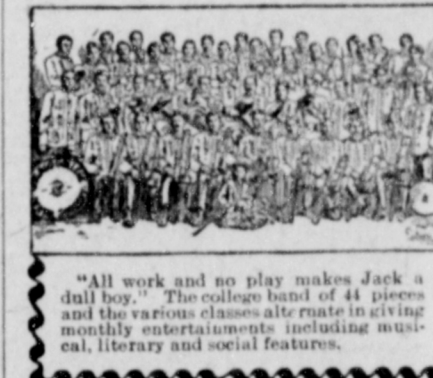 "All work and no play makes Jack a
dull boy." The college band of 44 pieces
and the various classes alternate in giving
monthly entertainments including musi-
cal, literary and social features.